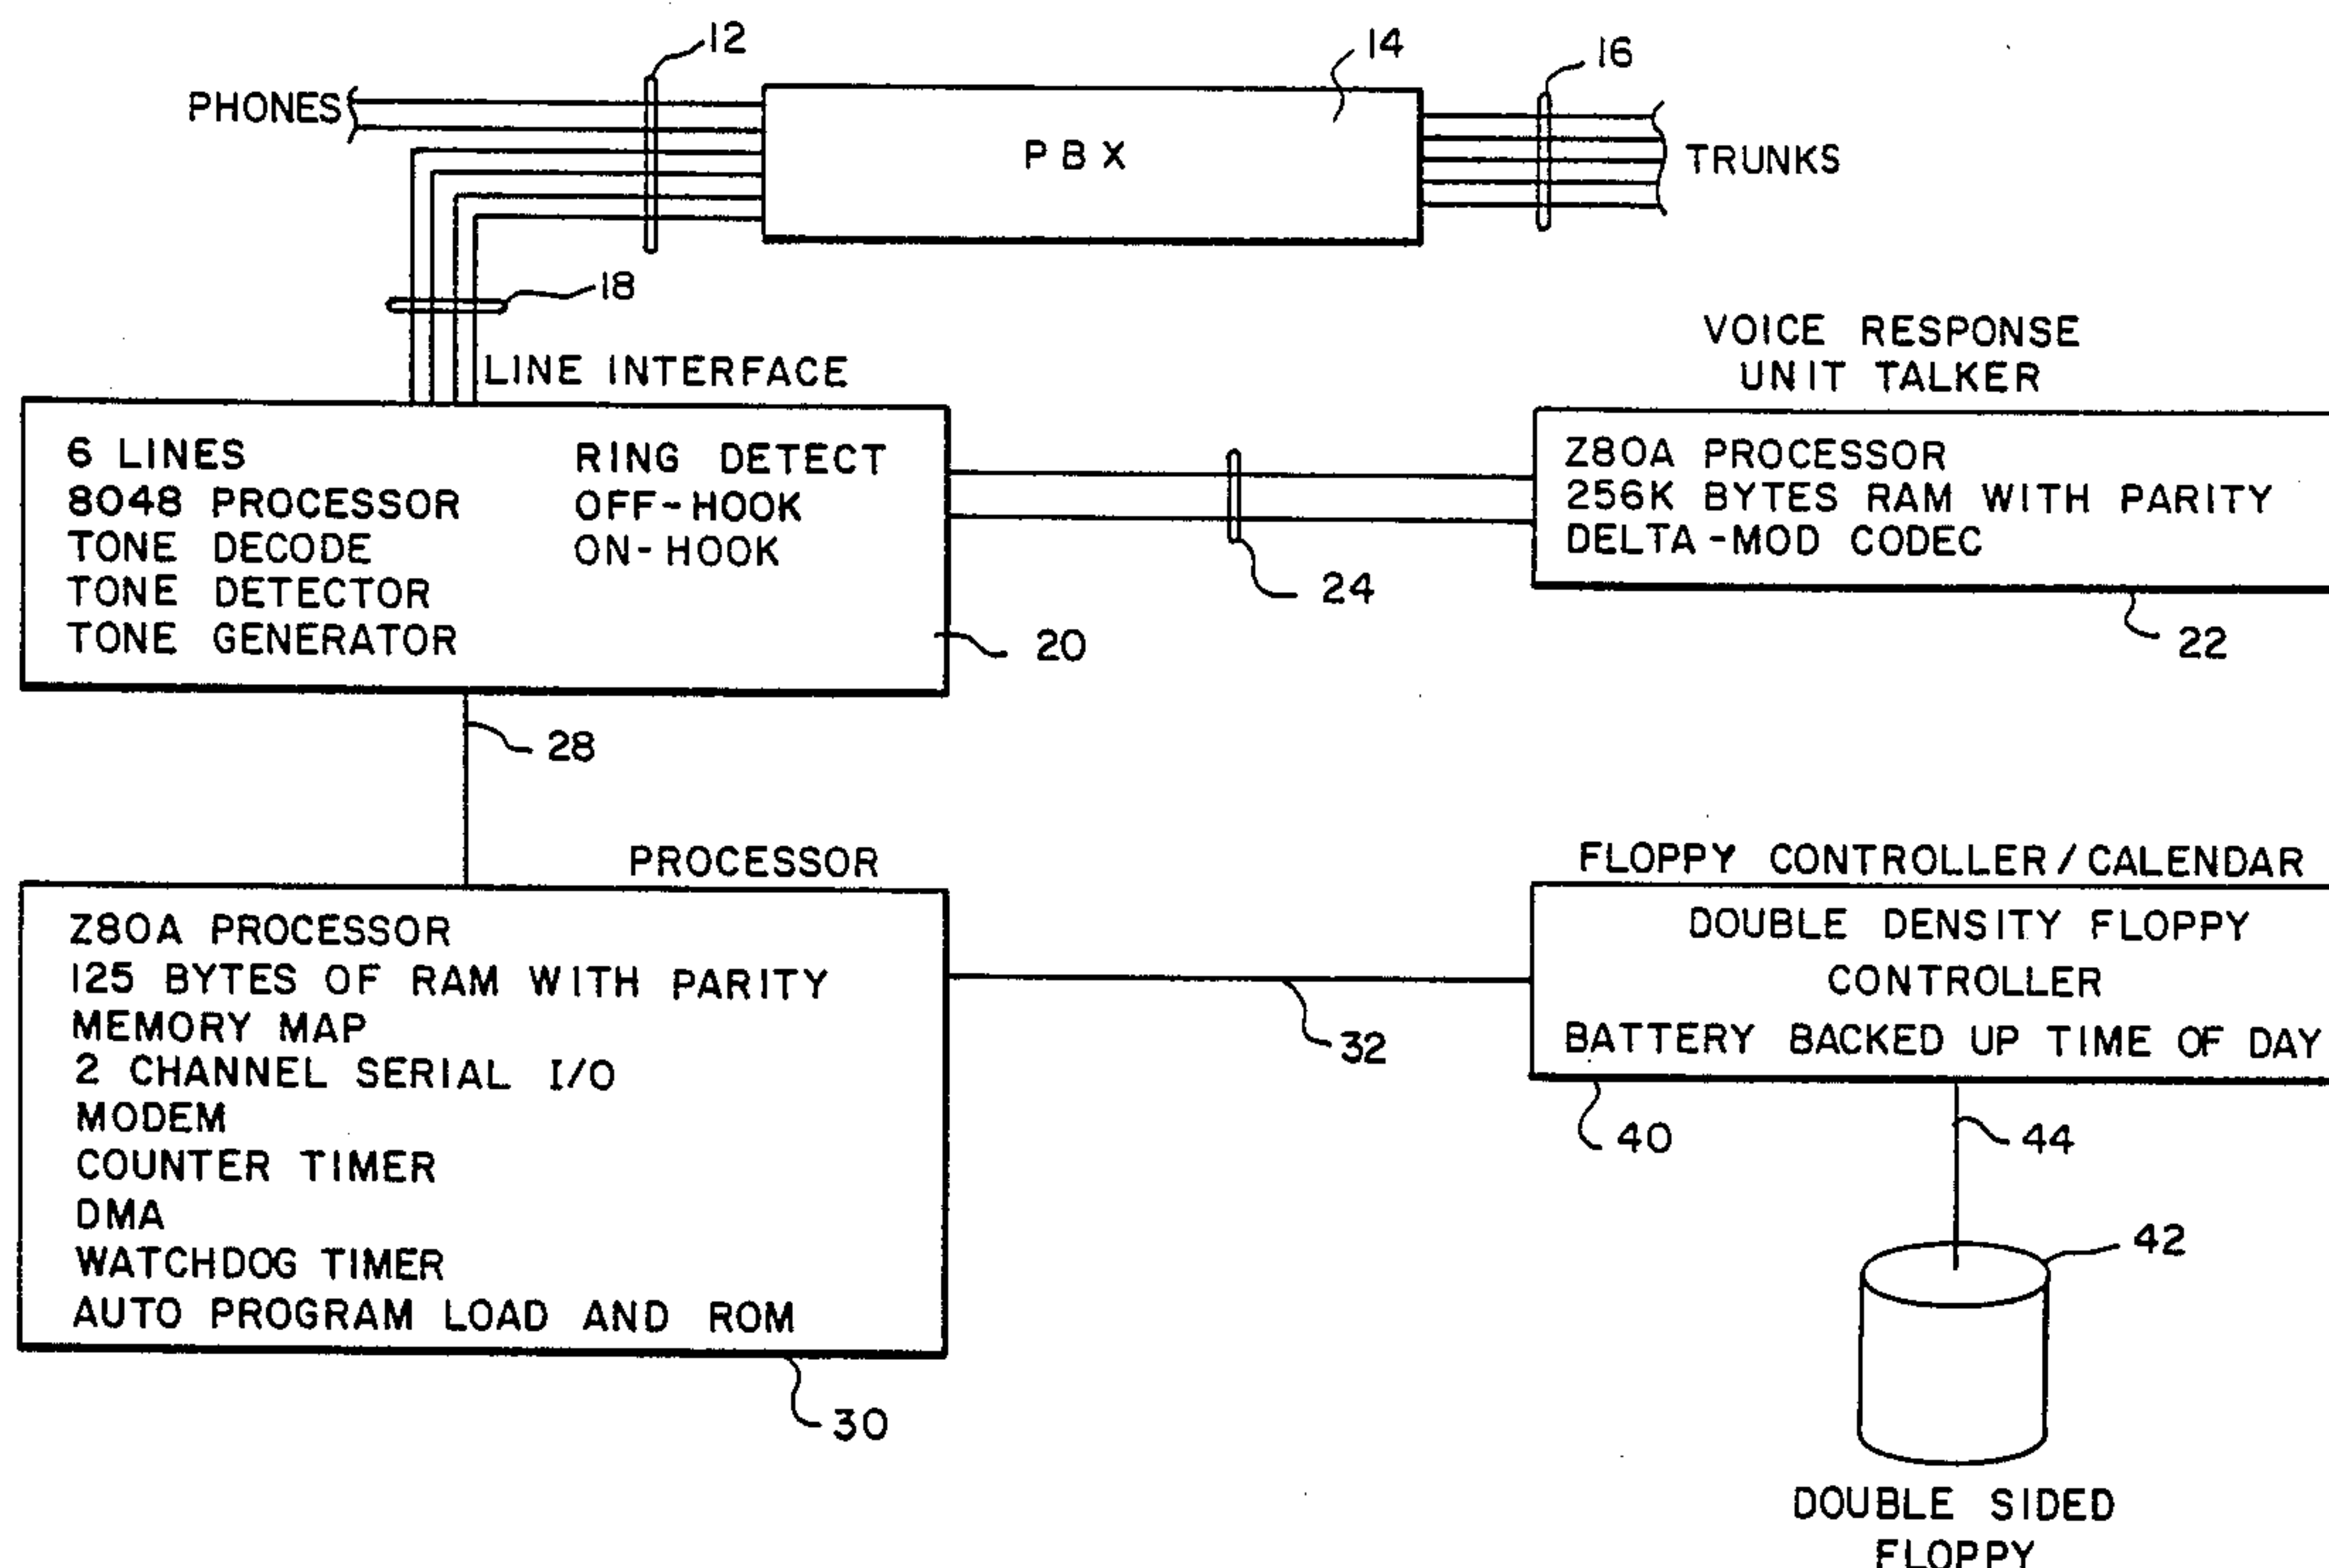 12
14
16
PHONES
PBX
TRUNKS
18
LINE INTERFACE
6 LINES
8048 PROCESSOR
TONE DECODE
TONE DETECTOR
TONE GENERATOR
RING DETECT
OFF-HOOK
ON-HOOK
20
24
VOICE RESPONSE
UNIT TALKER
Z80A PROCESSOR
256K BYTES RAM WITH PARITY
DELTA-MOD CODEC
22
28
PROCESSOR
Z80A PROCESSOR
125 BYTES OF RAM WITH PARITY
MEMORY MAP
2 CHANNEL SERIAL I/O
MODEM
COUNTER TIMER
DMA
WATCHDOG TIMER
AUTO PROGRAM LOAD AND ROM
30
32
FLOPPY CONTROLLER/CALENDAR
DOUBLE DENSITY FLOPPY
CONTROLLER
BATTERY BACKED UP TIME OF DAY
40
44
42
DOUBLE SIDED
FLOPPY